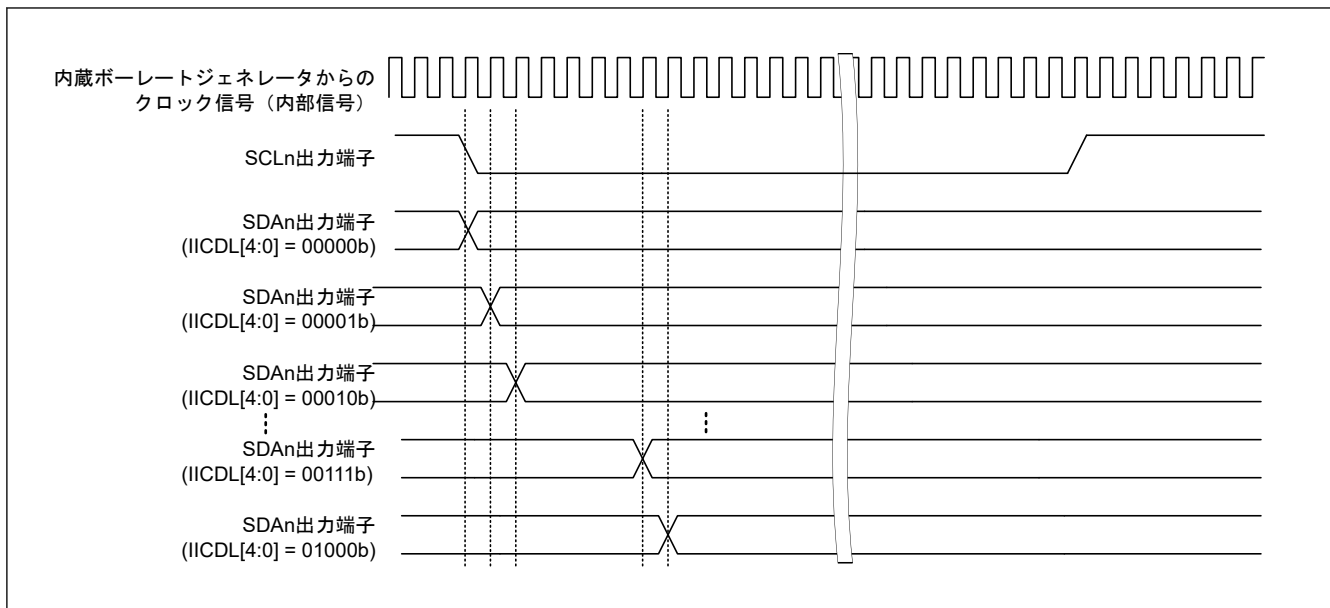 内蔵ボーレートジェネレータからの
クロック信号（内部信号）
SCLn出力端子
SDAn出力端子
(IICDL[4:0] = 00000b)
SDAn出力端子
(IICDL[4:0] = 00001b)
SDAn出力端子
(IICDL[4:0] = 00010b)
SDAn出力端子
(IICDL[4:0] = 00111b)
SDAn出力端子
(IICDL[4:0] = 01000b)